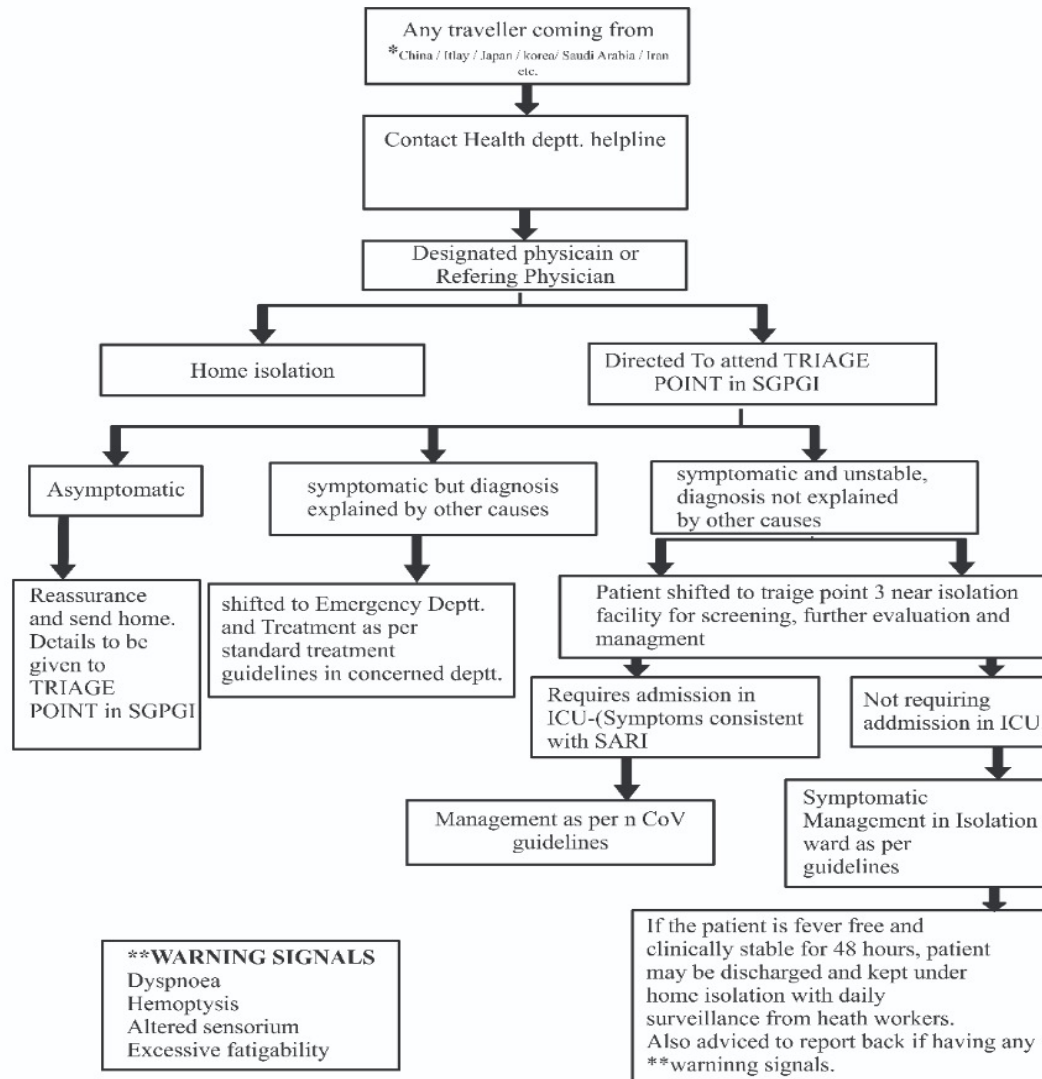 Any traveller coming from
*China / Itlay / Japan / korea/ Saudi Arabia / Iran
etc.
Contact Health deptt. helpline
Designated physicain or
Refering Physician
Home isolation
Directed To attend TRIAGE
POINT in SGPGI
Asymptomatic
symptomatic but diagnosis
explained by other causes
symptomatic and unstable,
diagnosis not explained
by other causes
Reassurance
and send home.
Details to be
given to
TRIAGE
POINT in SGPGI
shifted to Emergency Deptt.
and Treatment as per
standard treatment
guidelines in concerned deptt.
Patient shifted to traige point 3 near isolation
facility for screening, further evaluation and
managment
Requires admission in
ICU-(Symptoms consistent
with SARI
Not requiring
addmission in ICU
Management as per n CoV
guidelines
Symptomatic
Management in Isolation
ward as per
guidelines
If the patient is fever free and
clinically stable for 48 hours, patient
may be discharged and kept under
home isolation with daily
surveillance from heath workers.
Also adviced to report back if having any
**warninng signals.
**WARNING SIGNALS
Dyspnoea
Hemoptysis
Altered sensorium
Excessive fatigability